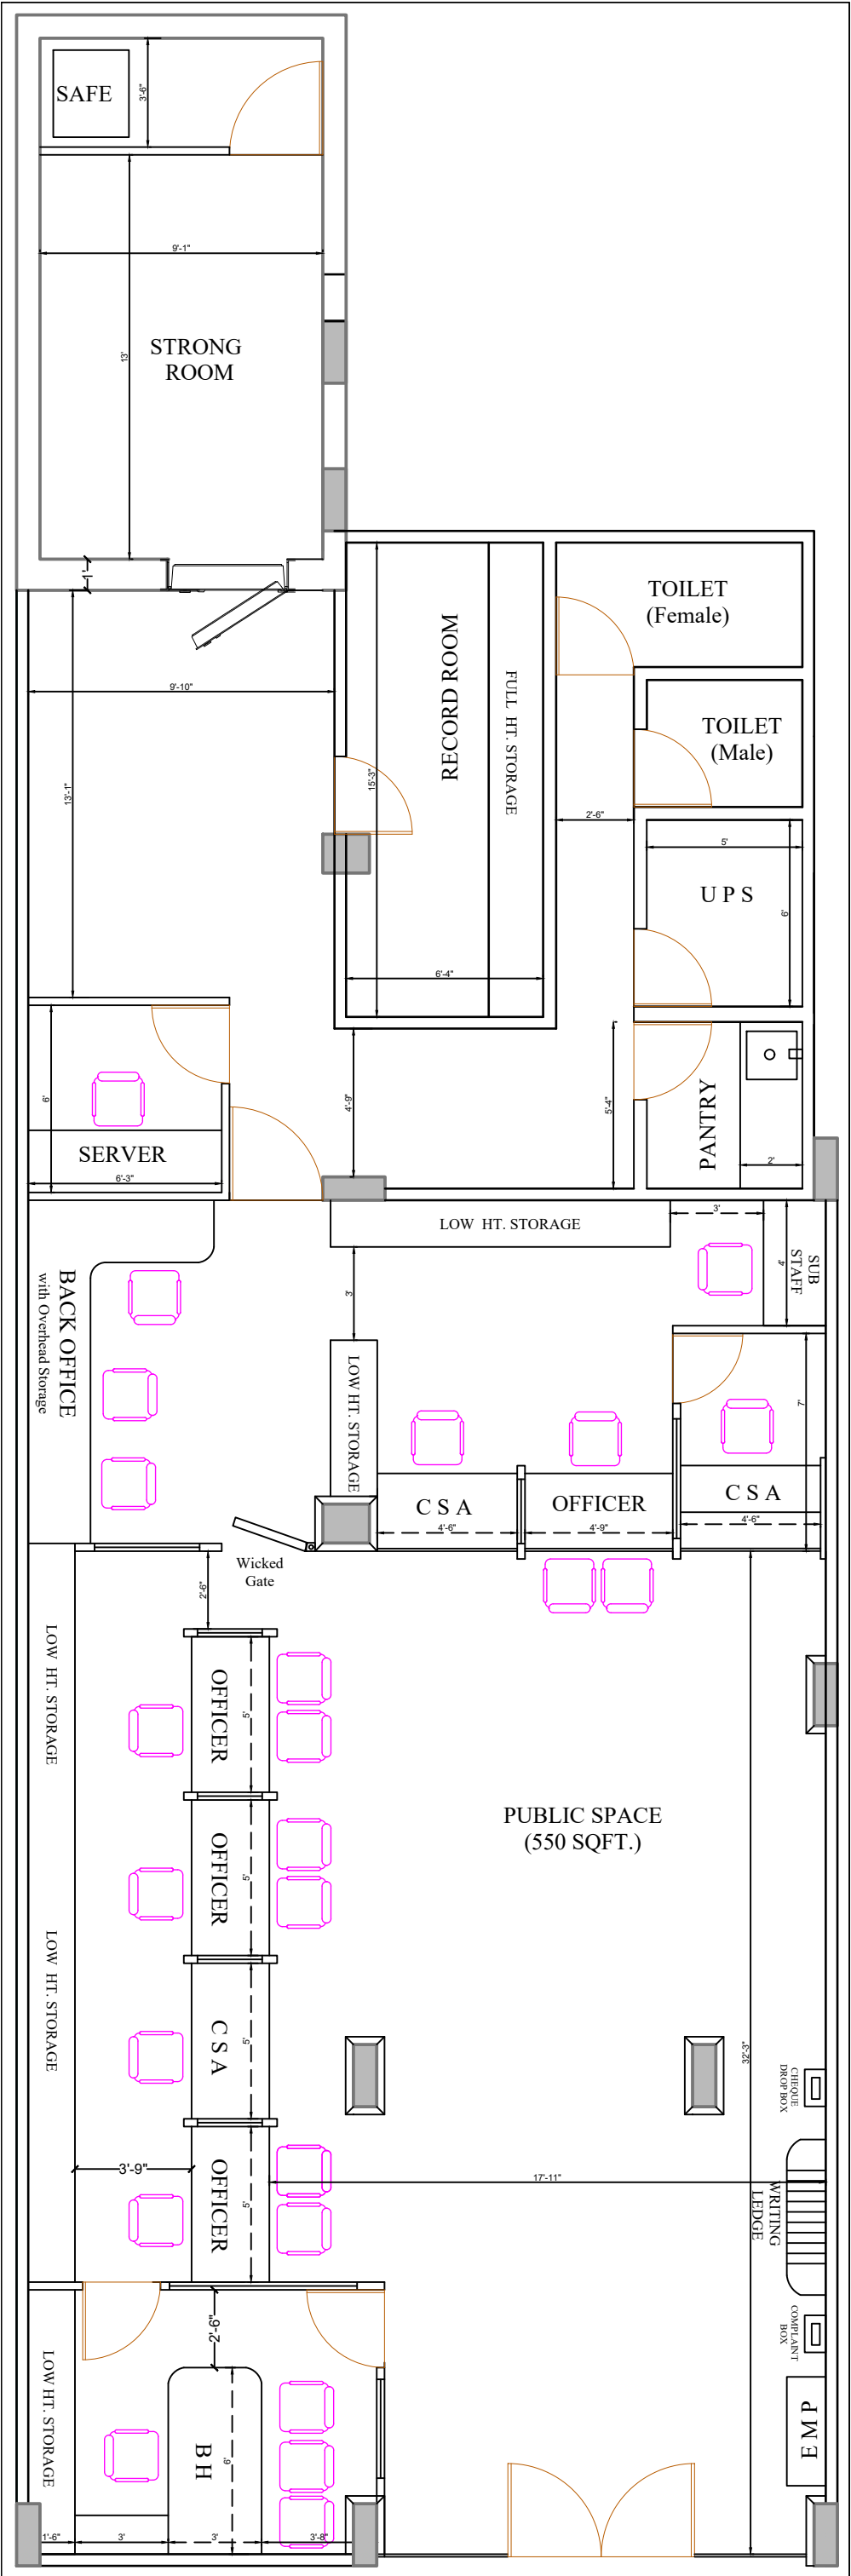 SAFE
3'-6"
9'-1"
13'
STRONG
ROOM
1'
9'-10"
13'-1"
RECORD ROOM
15'-3"
FULL HT. STORAGE
6'-4"
TOILET
(Female)
TOILET
(Male)
2'-6"
5'
U P S
6'
5'-4"
PANTRY
2'
4'-9"
6'
SERVER
6'-3"
LOW HT. STORAGE
3'
4'
SUB
STAFF
BACK OFFICE
with Overhead Storage
3'
LOW HT. STORAGE
7'
C S A
4'-6"
OFFICER
4'-9"
C S A
4'-6"
Wicked
Gate
2'-6"
LOW HT. STORAGE
OFFICER
5'
PUBLIC SPACE
(550 SQFT.)
OFFICER
5'
LOW HT. STORAGE
C S A
5'
32'-3"
CHEQUE
DROP BOX
3'-9"
OFFICER
5'
17'-11"
WRITING
LEDGE
2'-6"
COMPLAINT
BOX
LOW HT. STORAGE
B H
6'
E M P
1'-6"
3'
3'
3'-8"